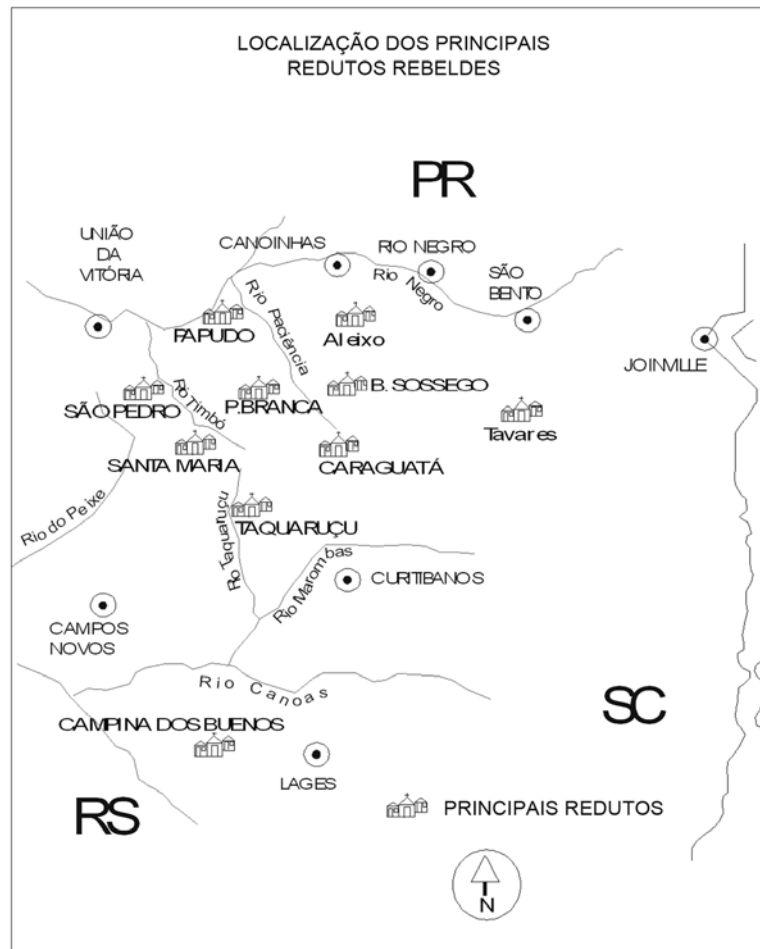 LOCALIZAÇÃO DOS PRINCIPAIS
REDUTOS REBELDES
PR
UNIÃO
DA
VITÓRIA
CANOINHAS
RIO NEGRO
Rio Negro
SÃO
BENTO
Rio Paciência
FAPUDO
Aleixo
JOINVILLE
SÃO PEDRO
Rio Timbó
P.BRANCA
B. SOSSEGO
Tavares
SANTA MARIA
CARAGUATÁ
Rio do Peixe
Rio Taquaruçu
TAQUARUÇU
Rio Marombas
CURITIBANOS
CAMPOS
NOVOS
Rio Canoas
SC
CAMPINA DOS BUENOS
LAGES
RS
PRINCIPAIS REDUTOS
N